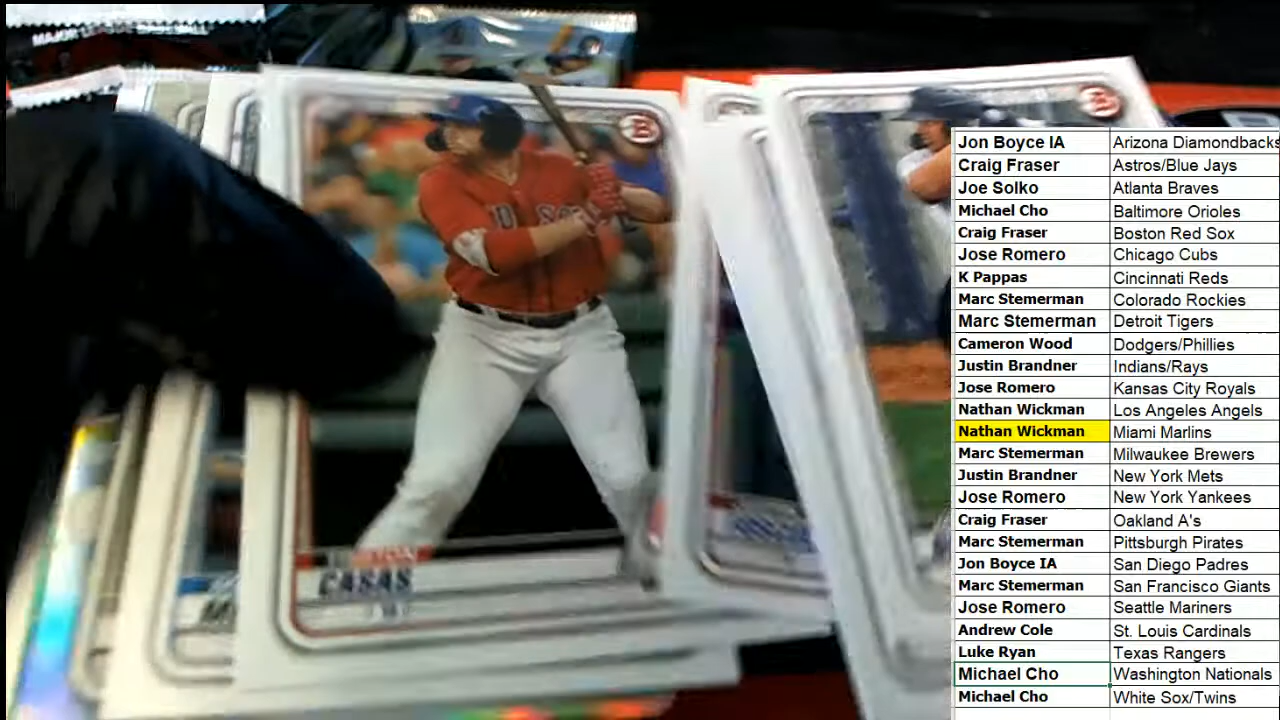 MAJOR LEAGUE BASEBALL
B
B
CASAS
Jon Boyce IA Arizona Diamondbacks
Craig Fraser Astros/Blue Jays
Joe Solko Atlanta Braves
Michael Cho Baltimore Orioles
Craig Fraser Boston Red Sox
Jose Romero Chicago Cubs
K Pappas Cincinnati Reds
Marc Stemerman Colorado Rockies
Marc Stemerman Detroit Tigers
Cameron Wood Dodgers/Phillies
Justin Brandner Indians/Rays
Jose Romero Kansas City Royals
Nathan Wickman Los Angeles Angels
Nathan Wickman Miami Marlins
Marc Stemerman Milwaukee Brewers
Justin Brandner New York Mets
Jose Romero New York Yankees
Craig Fraser Oakland A's
Marc Stemerman Pittsburgh Pirates
Jon Boyce IA San Diego Padres
Marc Stemerman San Francisco Giants
Jose Romero Seattle Mariners
Andrew Cole St. Louis Cardinals
Luke Ryan Texas Rangers
Michael Cho Washington Nationals
Michael Cho White Sox/Twins